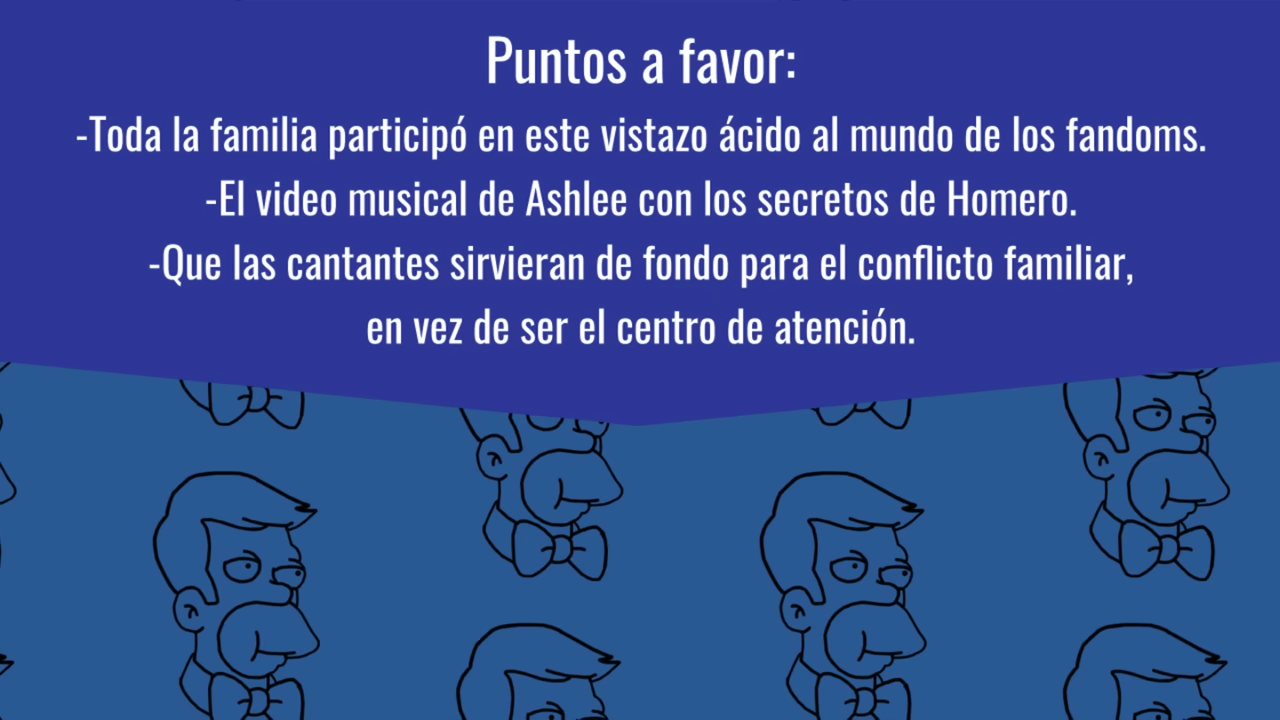 Puntos a favor:
-Toda la familia participó en este vistazo ácido al mundo de los fandoms.
-El video musical de Ashlee con los secretos de Homero.
-Que las cantantes sirvieran de fondo para el conflicto familiar,
en vez de ser el centro de atención.